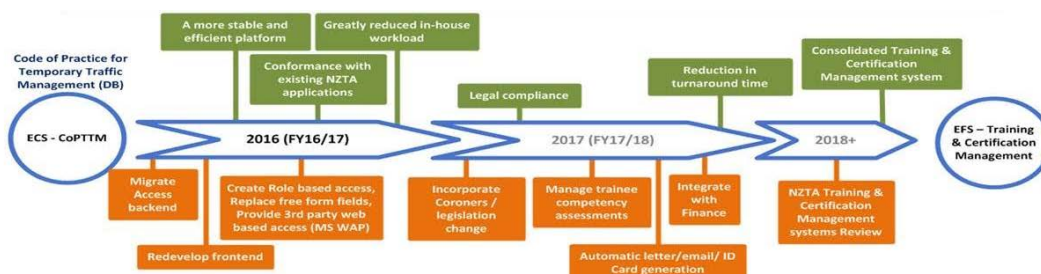 Code of Practice for
Temporary Traffic
Management (DB)
ECS - CoPTTM
A more stable and
efficient platform
Conformance with
existing NZTA
applications
Greatly reduced in-house
workload
Legal compliance
Reduction in
turnaround time
Consolidated Training &
Certification
Management system
2016 (FY16/17)
2017 (FY17/18)
2018+
EFS – Training
& Certification
Management
Migrate
Access
backend
Redevelop frontend
Create Role based access,
Replace free form fields,
Provide 3rd party web
based access (MS WAP)
Incorporate
Coroners /
legislation
change
Manage trainee
competency
assessments
Automatic letter/email/ ID
Card generation
Integrate
with
Finance
NZTA Training &
Certification
Management
systems Review